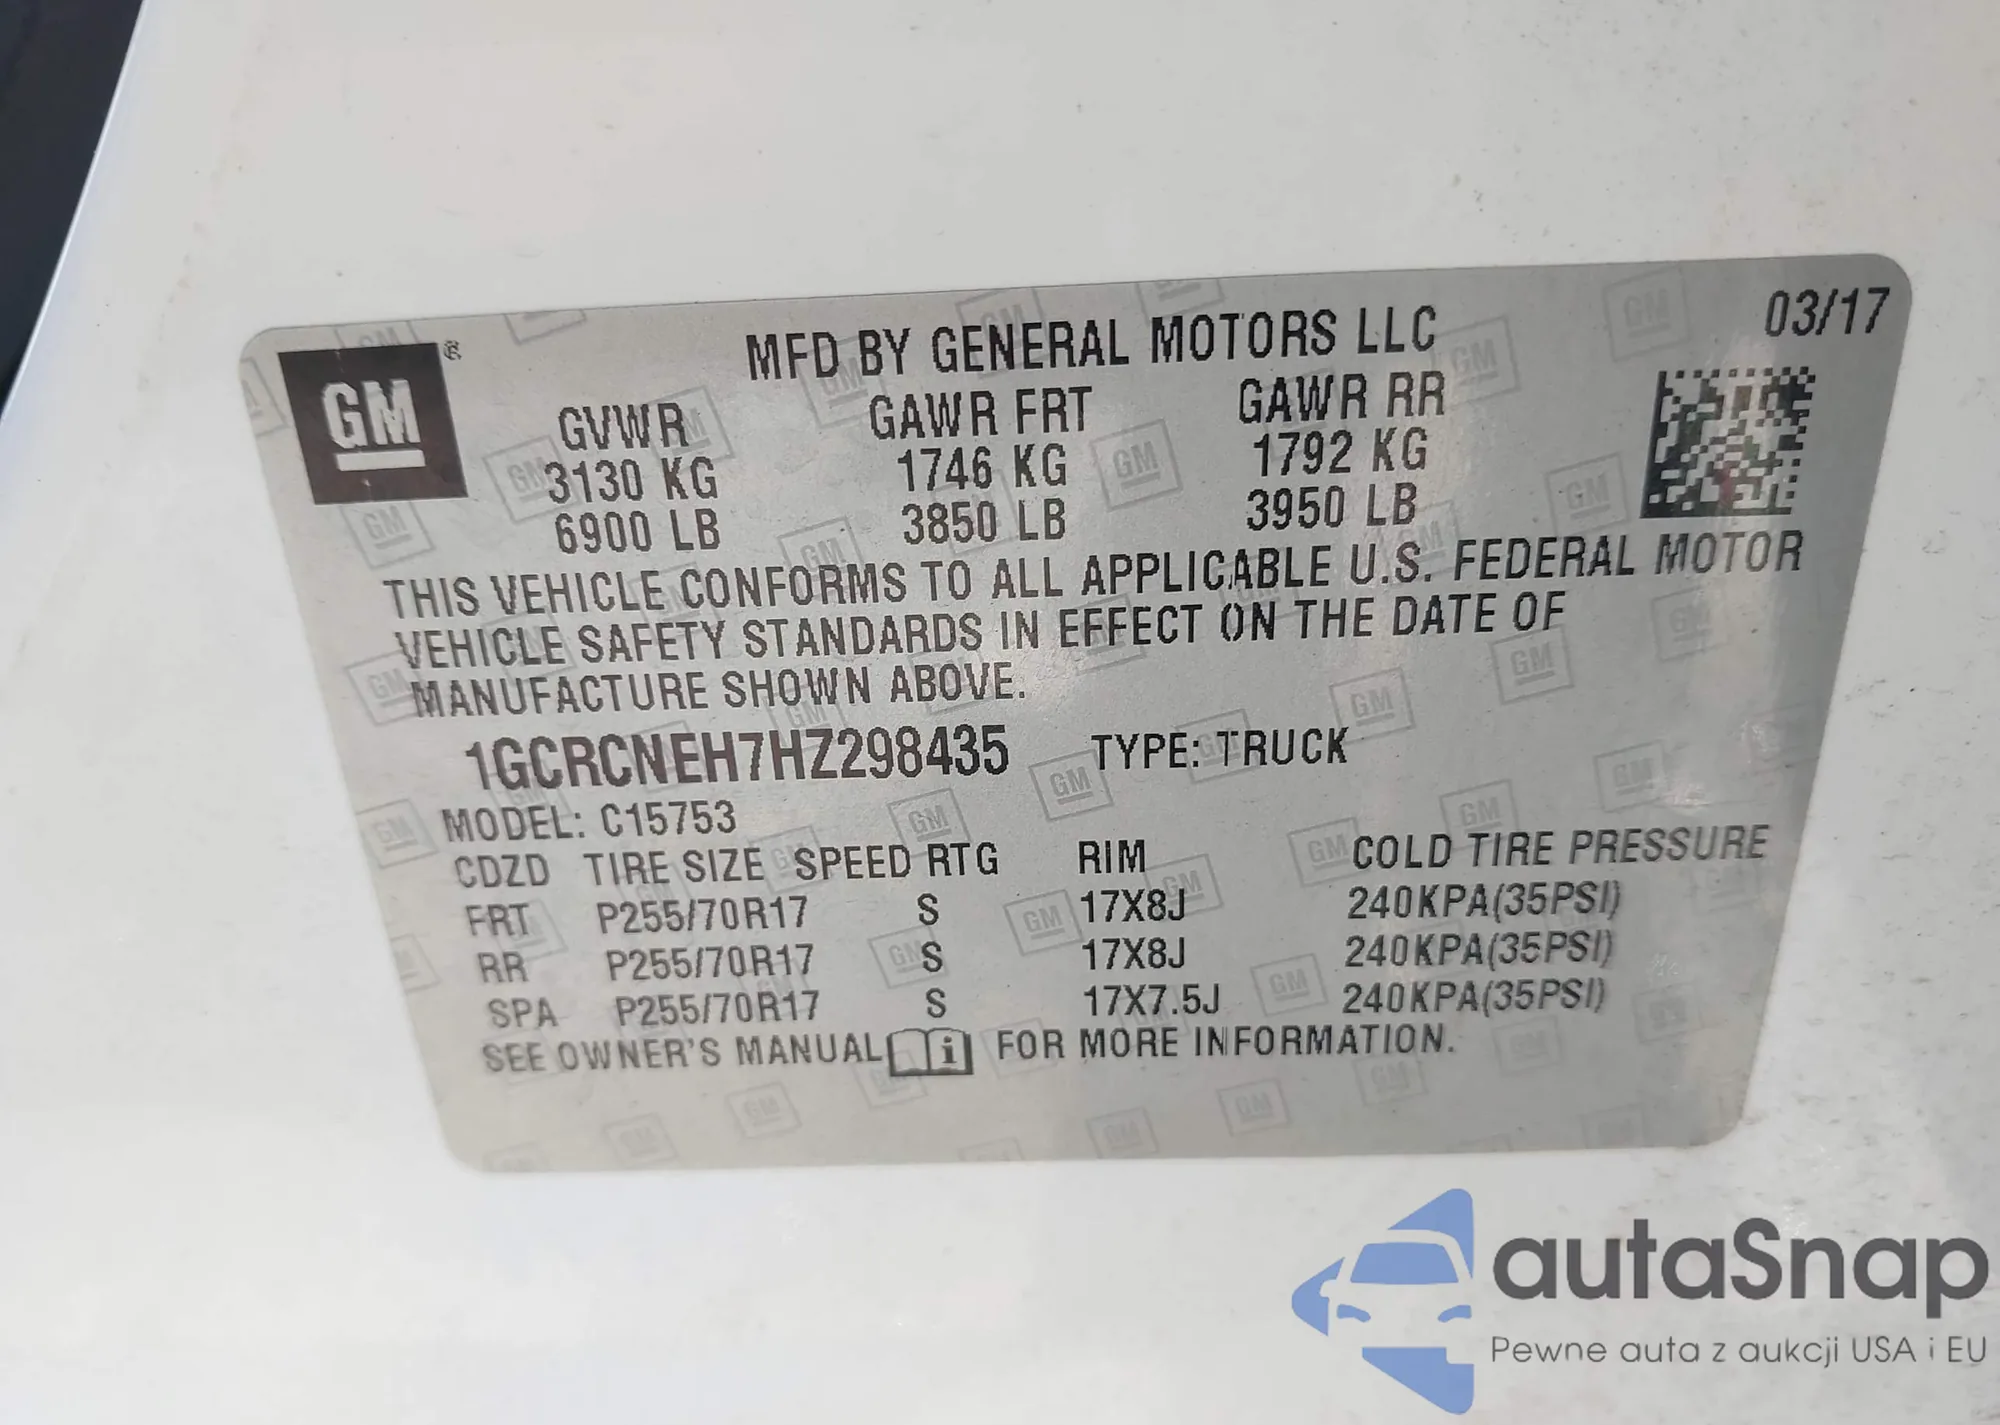 03/17
GM
MFD BY GENERAL MOTORS LLC
GVWR GAWR FRT GAWR RR
3130 KG 1746 KG 1792 KG
6900 LB 3850 LB 3950 LB
THIS VEHICLE CONFORMS TO ALL APPLICABLE U.S. FEDERAL MOTOR
VEHICLE SAFETY STANDARDS IN EFFECT ON THE DATE OF
MANUFACTURE SHOWN ABOVE.
1GCRCNEH7HZ298435 TYPE: TRUCK
MODEL: C15753
CDZD TIRE SIZE SPEED RTG RIM COLD TIRE PRESSURE
FRT P255/70R17 S 17X8J 240KPA(35PSI)
RR P255/70R17 S 17X8J 240KPA(35PSI)
SPA P255/70R17 S 17X7.5J 240KPA(35PSI)
SEE OWNER'S MANUAL i FOR MORE INFORMATION.
autaSnap
Pewne auta z aukcji USA i EU